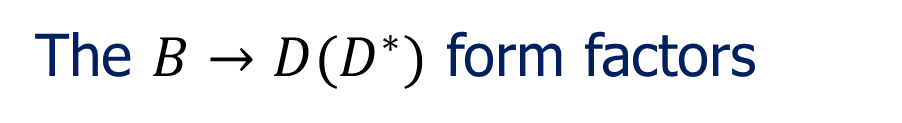 The B → D(D*) form factors